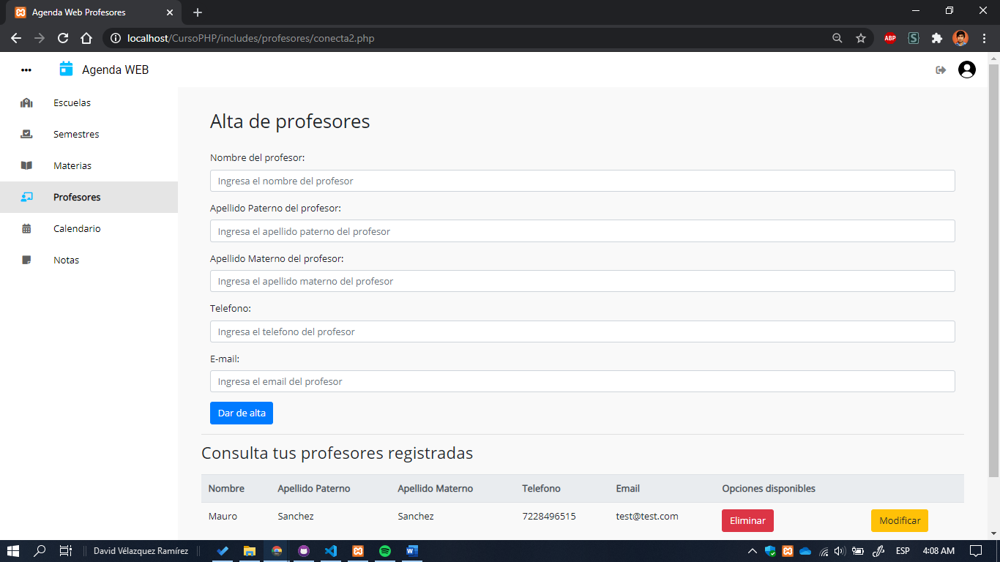 Agenda Web Profesores
localhost/CursoPHP/includes/profesores/conecta2.php
ABP
S
Agenda WEB
Escuelas
Semestres
Materias
Profesores
Calendario
Notas
Alta de profesores
Nombre del profesor:
Ingresa el nombre del profesor
Apellido Paterno del profesor:
Ingresa el apellido paterno del profesor
Apellido Materno del profesor:
Ingresa el apellido materno del profesor
Telefono:
Ingresa el telefono del profesor
E-mail:
Ingresa el email del profesor
Dar de alta
Consulta tus profesores registradas
Nombre Apellido Paterno Apellido Materno Telefono Email Opciones disponibles
Mauro Sanchez Sanchez 7228496515 test@test.com Eliminar Modificar
David Vélazquez Ramírez ESP 4:08 AM